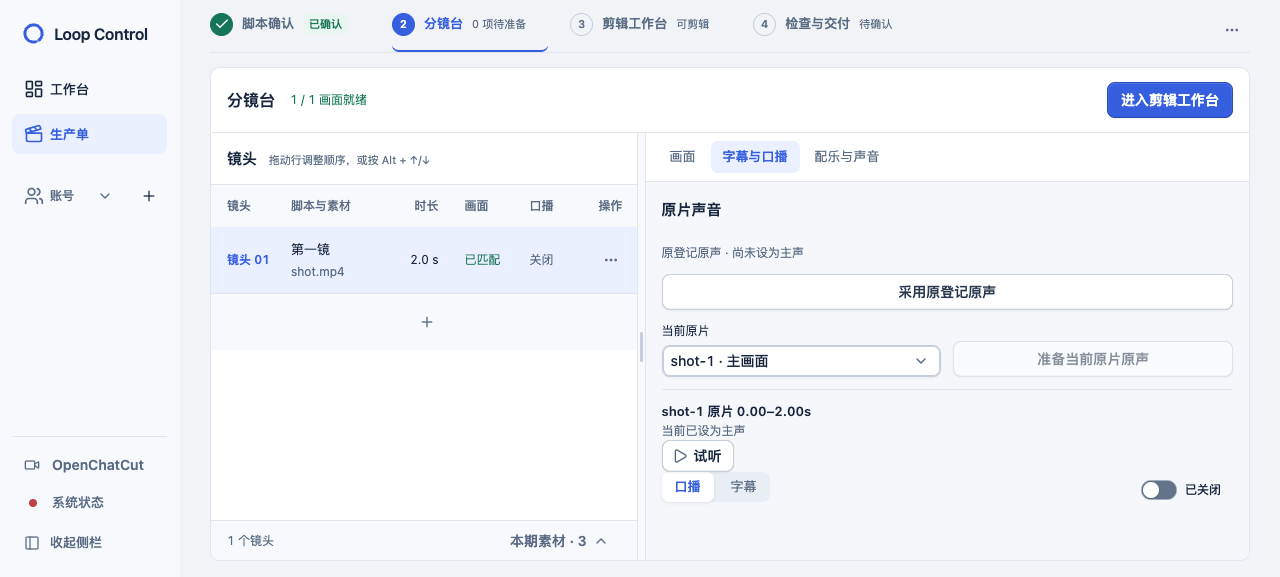 Loop Control
工作台
生产单
账号
OpenChatCut
系统状态
收起侧栏
脚本确认 已确认
2 分镜台 0 项待准备
3 剪辑工作台 可剪辑
4 检查与交付 待确认
分镜台 1 / 1 画面就绪
进入剪辑工作台
镜头 拖动行调整顺序，或按 Alt + ↑/↓
镜头 脚本与素材 时长 画面 口播 操作
镜头 01 第一镜 2.0 s 已匹配 关闭
shot.mp4
1 个镜头 本期素材 · 3
画面 字幕与口播 配乐与声音
原片声音
原登记原声 · 尚未设为主声
采用原登记原声
当前原片
shot-1 · 主画面 准备当前原片原声
shot-1 原片 0.00–2.00s
当前已设为主声
试听
口播 字幕 已关闭